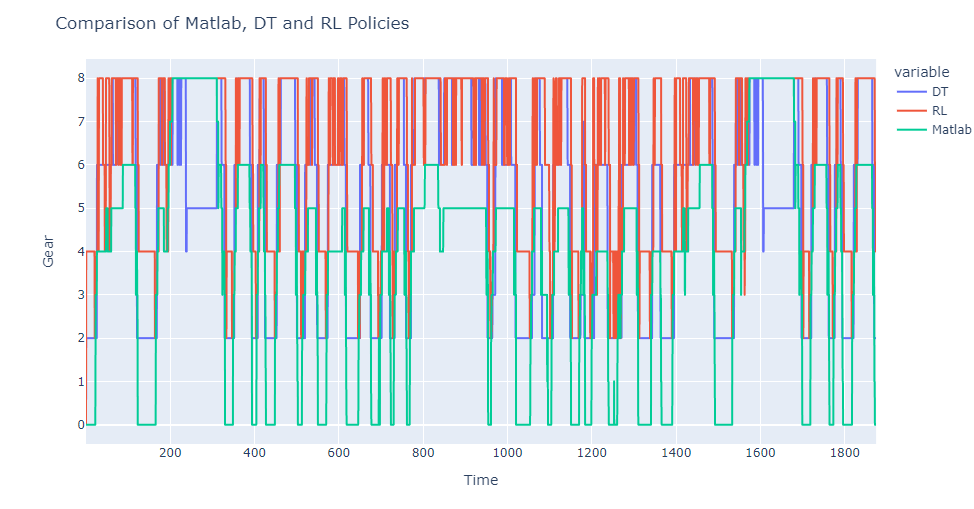 Comparison of Matlab, DT and RL Policies
variable
DT
RL
Matlab
8
7
6
5
4
3
2
1
0
Gear
200
400
600
800
1000
1200
1400
1600
1800
Time